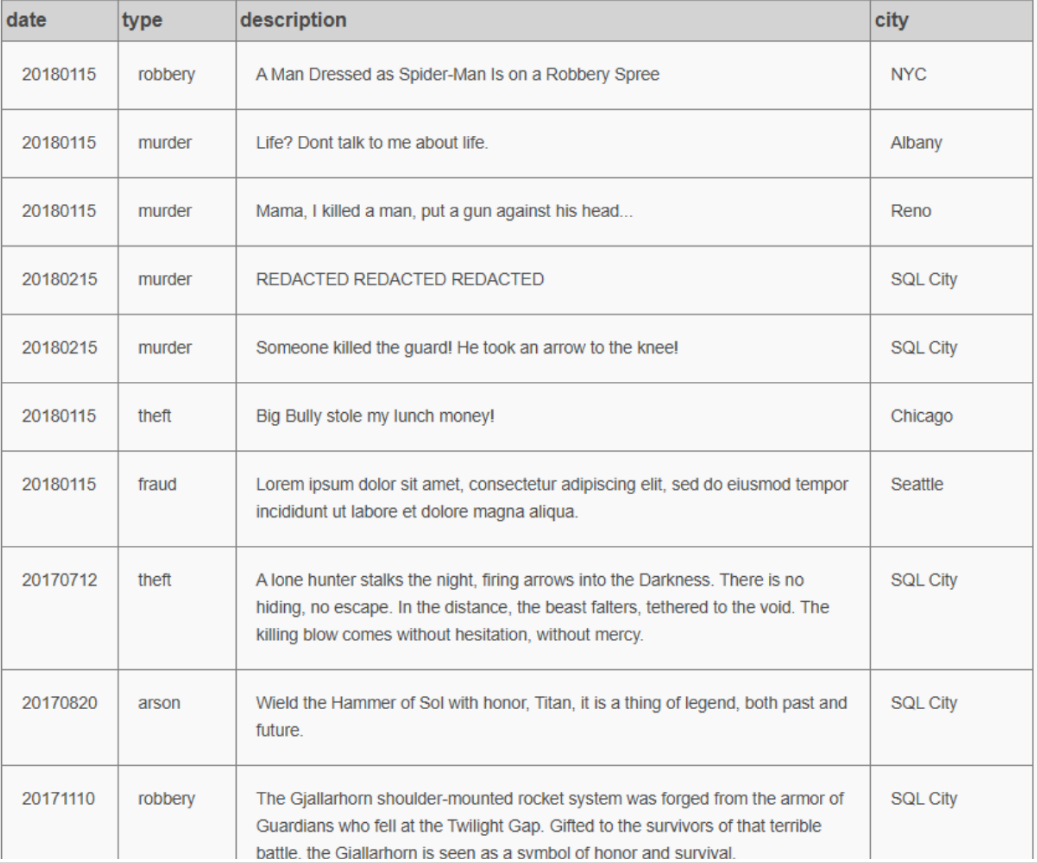 date type description city
20180115 robbery A Man Dressed as Spider-Man Is on a Robbery Spree NYC
20180115 murder Life? Dont talk to me about life. Albany
20180115 murder Mama, I killed a man, put a gun against his head... Reno
20180215 murder REDACTED REDACTED REDACTED SQL City
20180215 murder Someone killed the guard! He took an arrow to the knee! SQL City
20180115 theft Big Bully stole my lunch money! Chicago
20180115 fraud Lorem ipsum dolor sit amet, consectetur adipiscing elit, sed do eiusmod tempor Seattle
incididunt ut labore et dolore magna aliqua.
20170712 theft A lone hunter stalks the night, firing arrows into the Darkness. There is no SQL City
hiding, no escape. In the distance, the beast falters, tethered to the void. The
killing blow comes without hesitation, without mercy.
20170820 arson Wield the Hammer of Sol with honor, Titan, it is a thing of legend, both past and SQL City
future.
20171110 robbery The Gjallarhorn shoulder-mounted rocket system was forged from the armor of SQL City
Guardians who fell at the Twilight Gap. Gifted to the survivors of that terrible
battle, the Gjallarhorn is seen as a symbol of honor and survival.